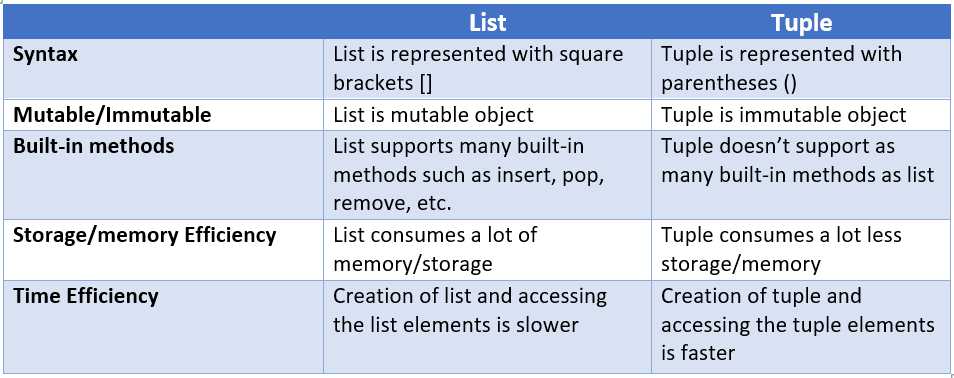 List Tuple
Syntax List is represented with square Tuple is represented with
brackets [] parentheses ()
Mutable/Immutable List is mutable object Tuple is immutable object
Built-in methods List supports many built-in Tuple doesn’t support as
methods such as insert, pop, many built-in methods as list
remove, etc.
Storage/memory Efficiency List consumes a lot of Tuple consumes a lot less
memory/storage storage/memory
Time Efficiency Creation of list and accessing Creation of tuple and
the list elements is slower accessing the tuple elements
is faster